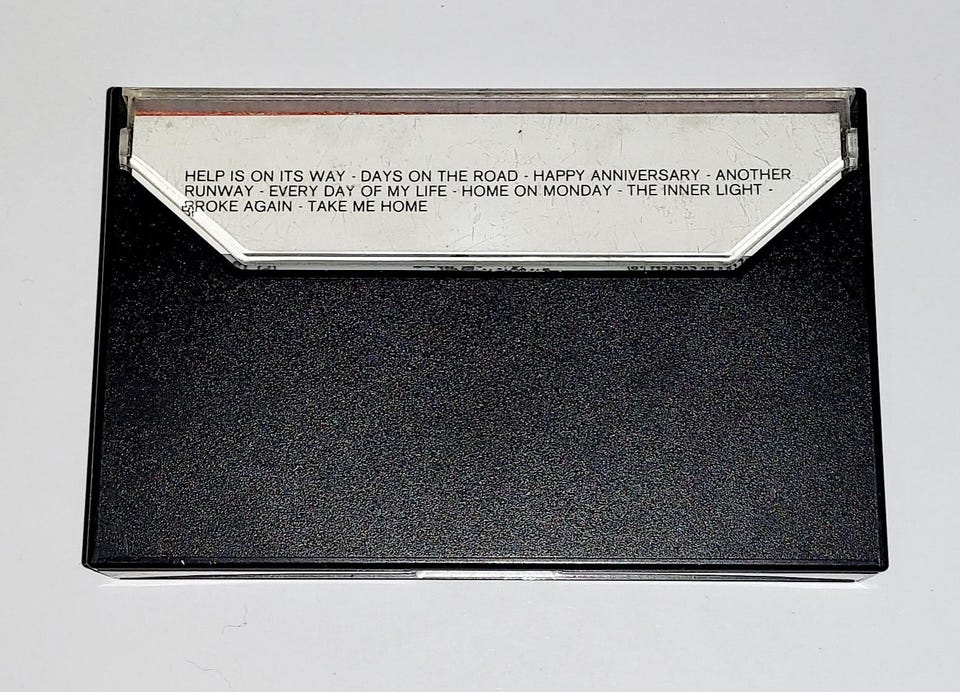 HELP IS ON ITS WAY - DAYS ON THE ROAD - HAPPY ANNIVERSARY - ANOTHER
RUNWAY - EVERY DAY OF MY LIFE - HOME ON MONDAY - THE INNER LIGHT -
BROKE AGAIN - TAKE ME HOME